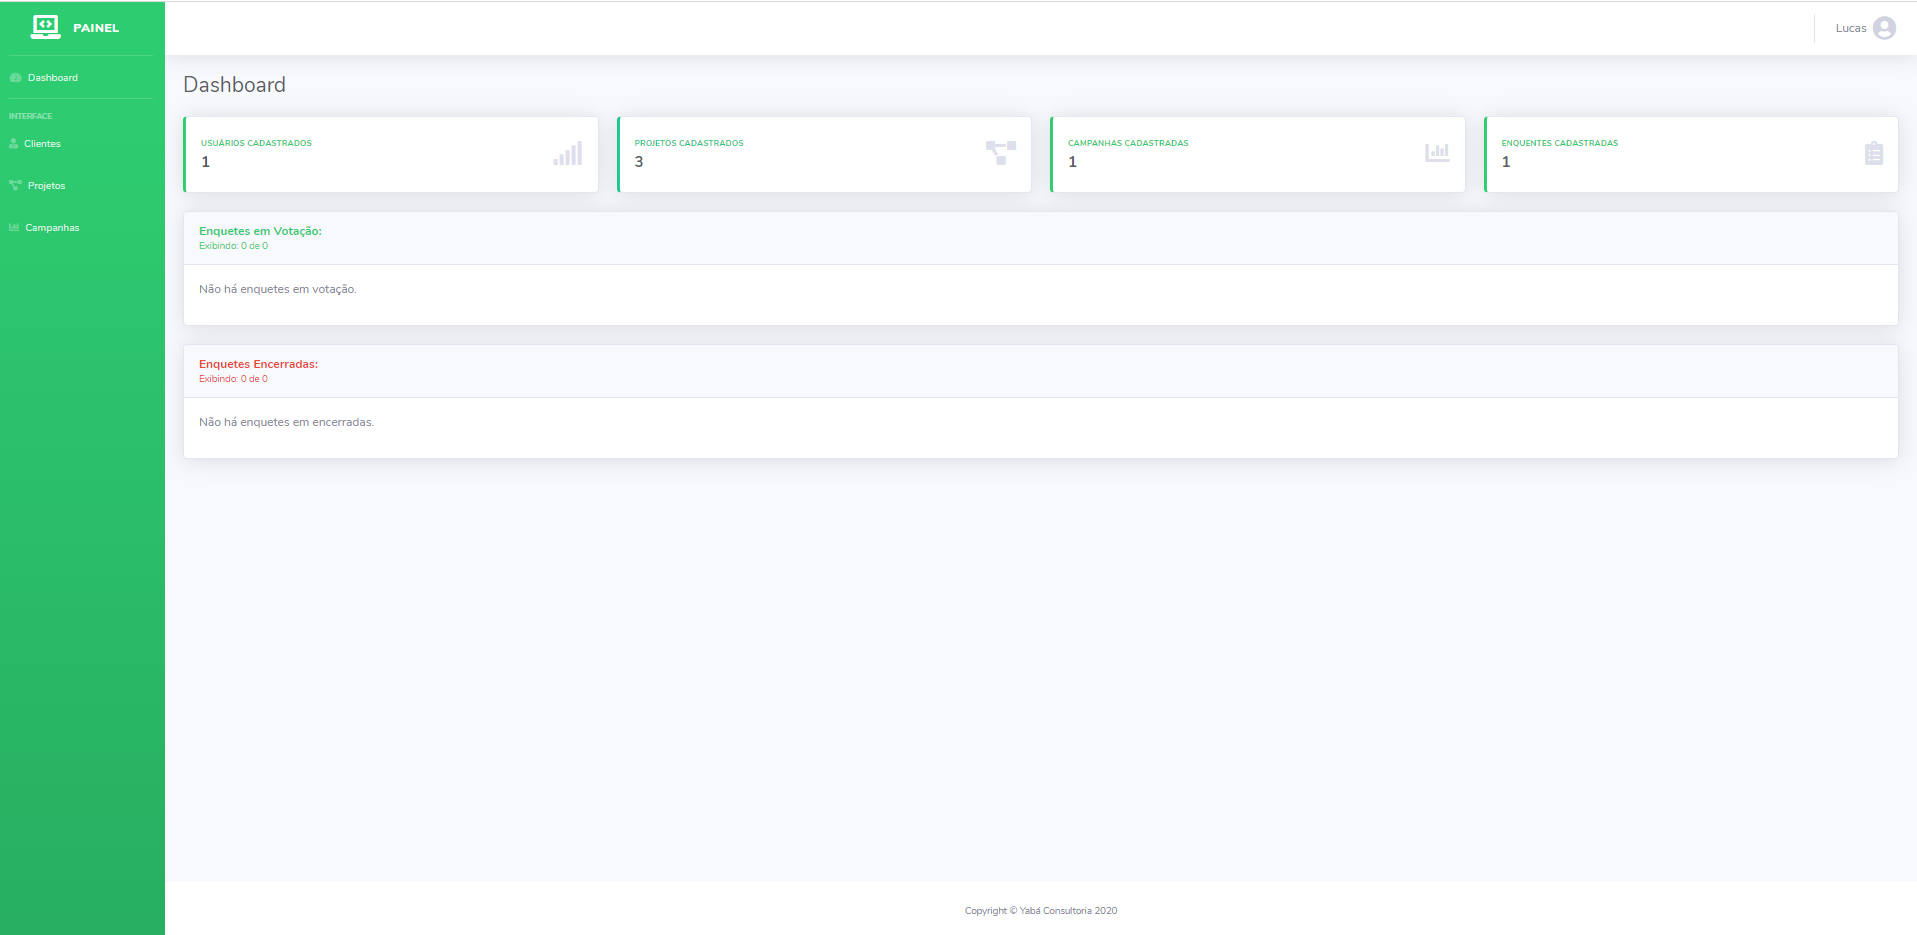 PAINEL
Lucas
Dashboard
INTERFACE
Clientes
Projetos
Campanhas
Dashboard
USUÁRIOS CADASTRADOS
1
PROJETOS CADASTRADOS
3
CAMPANHAS CADASTRADAS
1
ENQUENTES CADASTRADAS
1
Enquetes em Votação:
Exibindo: 0 de 0
Não há enquetes em votação.
Enquetes Encerradas:
Exibindo: 0 de 0
Não há enquetes em encerradas.
Copyright © Yabá Consultoria 2020